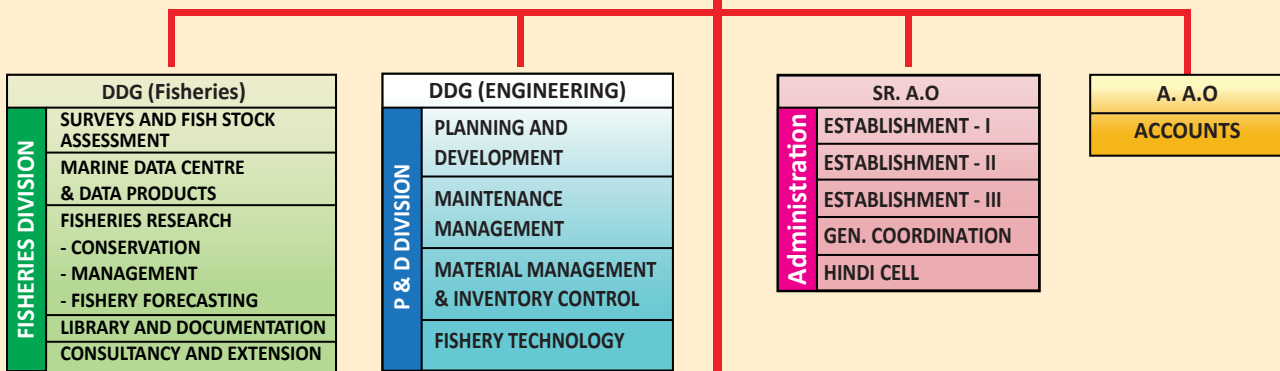 DDG (Fisheries)
FISHERIES DIVISION
SURVEYS AND FISH STOCK
ASSESSMENT
MARINE DATA CENTRE
& DATA PRODUCTS
FISHERIES RESEARCH
- CONSERVATION
- MANAGEMENT
- FISHERY FORECASTING
LIBRARY AND DOCUMENTATION
CONSULTANCY AND EXTENSION
DDG (ENGINEERING)
P & D DIVISION
PLANNING AND
DEVELOPMENT
MAINTENANCE
MANAGEMENT
MATERIAL MANAGEMENT
& INVENTORY CONTROL
FISHERY TECHNOLOGY
SR. A.O
Administration
ESTABLISHMENT - I
ESTABLISHMENT - II
ESTABLISHMENT - III
GEN. COORDINATION
HINDI CELL
A. A.O
ACCOUNTS